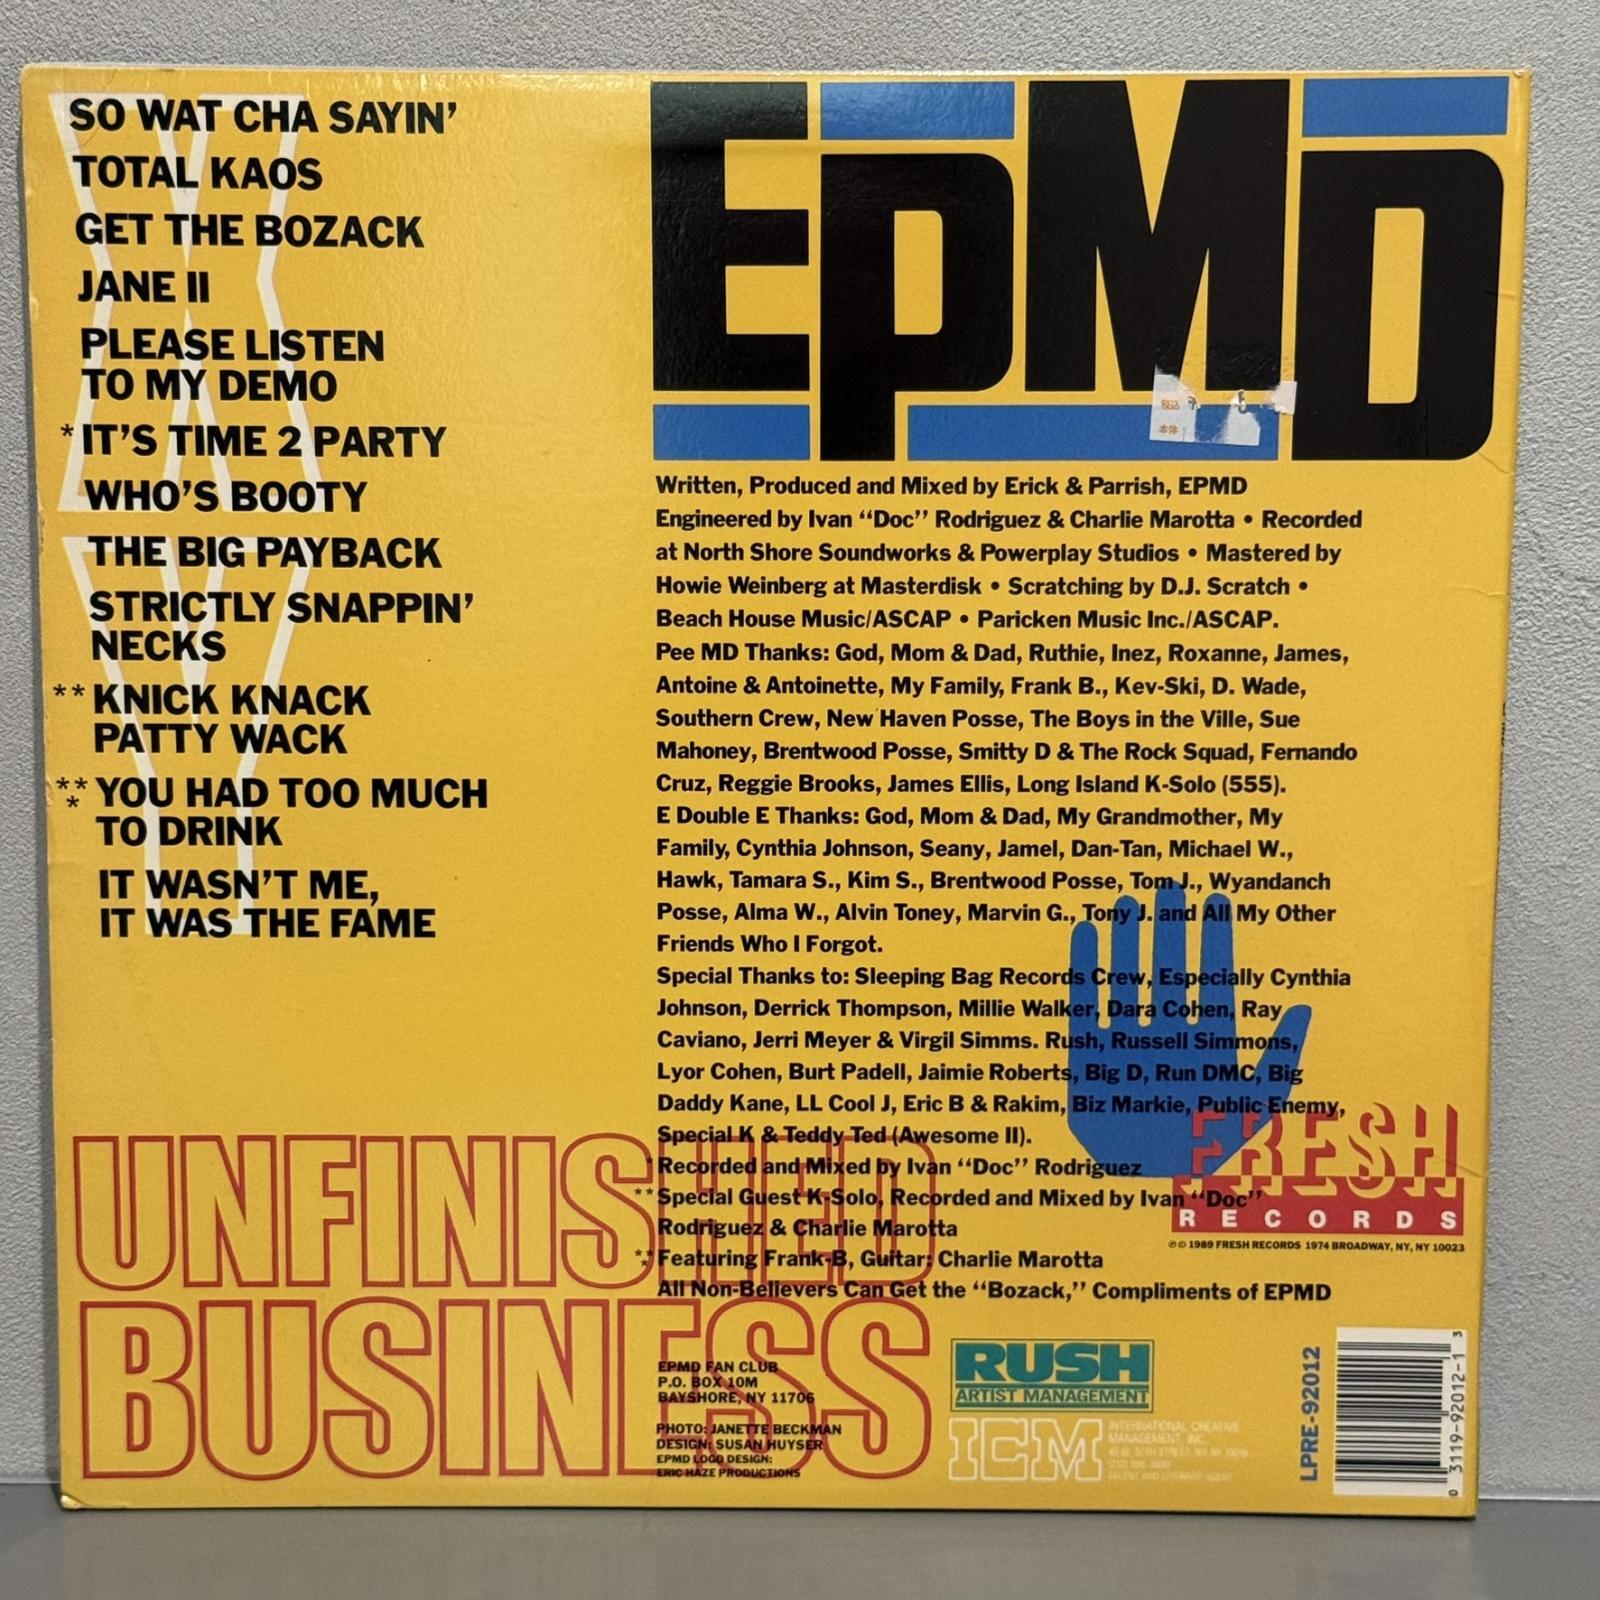 SO WAT CHA SAYIN'
TOTAL KAOS
GET THE BOZACK
JANE II
PLEASE LISTEN
TO MY DEMO
*IT'S TIME 2 PARTY
WHO'S BOOTY
THE BIG PAYBACK
STRICTLY SNAPPIN'
NECKS
**KNICK KNACK
PATTY WACK
***YOU HAD TOO MUCH
TO DRINK
IT WASN'T ME,
IT WAS THE FAME
EPMD
税込
本体
Written, Produced and Mixed by Erick & Parrish, EPMD
Engineered by Ivan “Doc” Rodriguez & Charlie Marotta • Recorded
at North Shore Soundworks & Powerplay Studios • Mastered by
Howie Weinberg at Masterdisk • Scratching by D.J. Scratch •
Beach House Music/ASCAP • Paricken Music Inc./ASCAP.
Pee MD Thanks: God, Mom & Dad, Ruthie, Inez, Roxanne, James,
Antoine & Antoinette, My Family, Frank B., Kev-Ski, D. Wade,
Southern Crew, New Haven Posse, The Boys in the Ville, Sue
Mahoney, Brentwood Posse, Smitty D & The Rock Squad, Fernando
Cruz, Reggie Brooks, James Ellis, Long Island K-Solo (555).
E Double E Thanks: God, Mom & Dad, My Grandmother, My
Family, Cynthia Johnson, Seany, Jamel, Dan-Tan, Michael W.,
Hawk, Tamara S., Kim S., Brentwood Posse, Tom J., Wyandanch
Posse, Alma W., Alvin Toney, Marvin G., Tony J. and All My Other
Friends Who I Forgot.
Special Thanks to: Sleeping Bag Records Crew, Especially Cynthia
Johnson, Derrick Thompson, Millie Walker, Dara Cohen, Ray
Caviano, Jerri Meyer & Virgil Simms. Rush, Russell Simmons,
Lyor Cohen, Burt Padell, Jaimie Roberts, Big D, Run DMC, Big
Daddy Kane, LL Cool J, Eric B & Rakim, Biz Markie, Public Enemy,
Special K & Teddy Ted (Awesome II).
*Recorded and Mixed by Ivan “Doc” Rodriguez
**Special Guest K-Solo, Recorded and Mixed by Ivan “Doc”
Rodriguez & Charlie Marotta
***Featuring Frank-B, Guitar: Charlie Marotta
All Non-Believers Can Get the “Bozack,” Compliments of EPMD
FRESH
RECORDS
℗© 1989 FRESH RECORDS 1974 BROADWAY, NY, NY 10023
UNFINISHED
BUSINESS
EPMD FAN CLUB
P.O. BOX 10M
BAYSHORE, NY 11706
PHOTO: JANETTE BECKMAN
DESIGN: SUSAN HUYSER
EPMD LOGO DESIGN:
ERIC HAZE PRODUCTIONS
RUSH
ARTIST MANAGEMENT
ICM
INTERNATIONAL CREATIVE
MANAGEMENT, INC.
TALENT AND LITERARY AGENCY
LPRE-92012
0 3119-92012-1 3